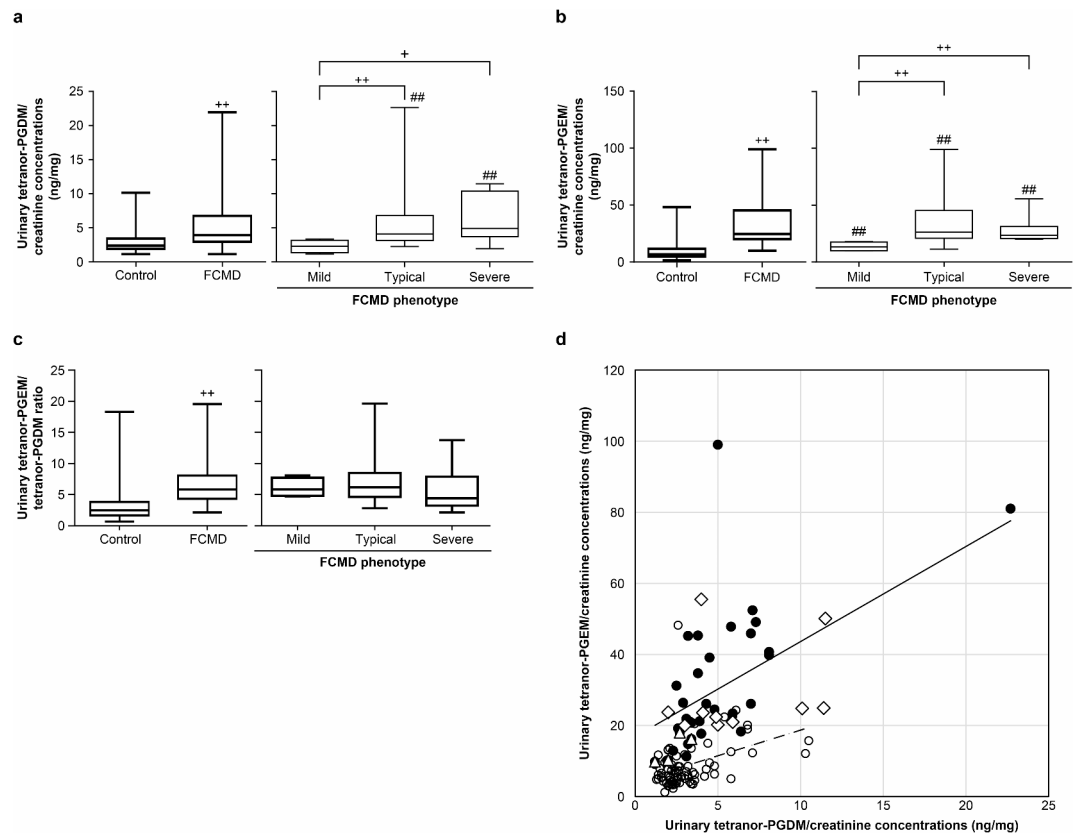 a
Urinary tetranor-PGDM/
creatinine concentrations
(ng/mg)
25
20
15
10
5
0
++
Control
FCMD
+
++
##
##
Mild
Typical
Severe
FCMD phenotype
b
Urinary tetranor-PGEM/
creatinine concentrations
(ng/mg)
150
100
50
0
++
Control
FCMD
++
++
##
##
##
Mild
Typical
Severe
FCMD phenotype
c
Urinary tetranor-PGEM/
tetranor-PGDM ratio
25
20
15
10
5
0
++
Control
FCMD
Mild
Typical
Severe
FCMD phenotype
d
Urinary tetranor-PGEM/creatinine concentrations (ng/mg)
120
100
80
60
40
20
0
0
5
10
15
20
25
Urinary tetranor-PGDM/creatinine concentrations (ng/mg)